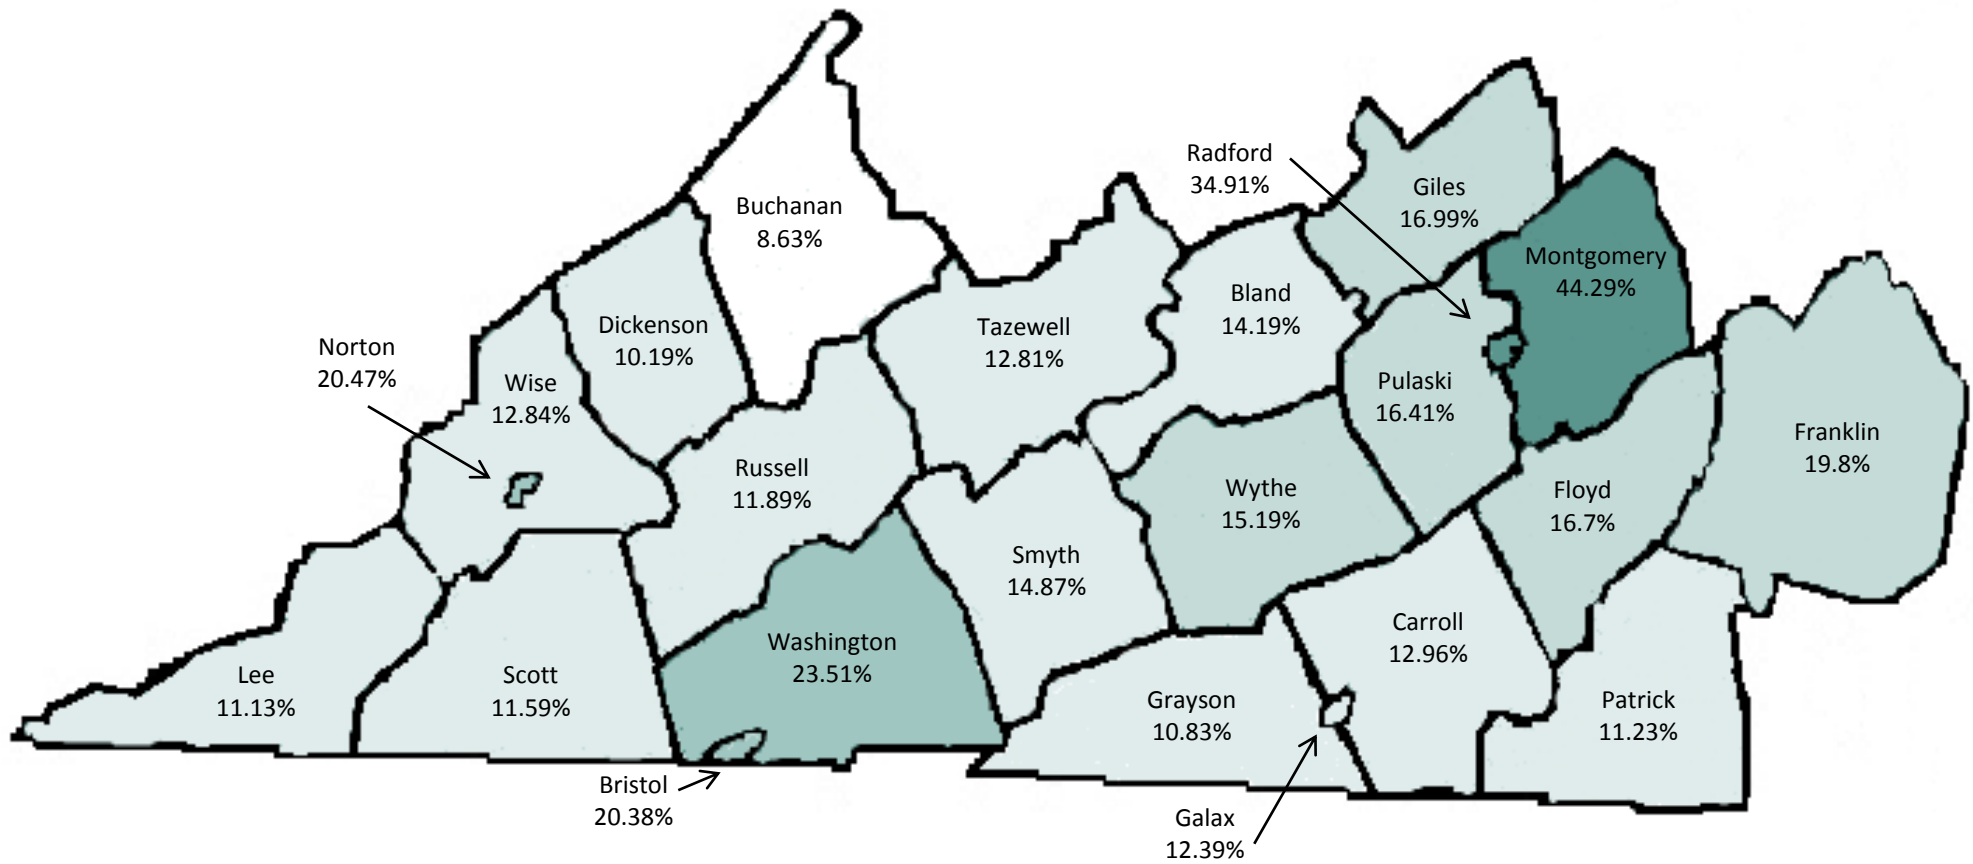 Radford
34.91%
Giles
16.99%
Buchanan
8.63%
Montgomery
44.29%
Bland
14.19%
Dickenson
10.19%
Tazewell
12.81%
Norton
20.47%
Wise
12.84%
Pulaski
16.41%
Franklin
19.8%
Russell
11.89%
Wythe
15.19%
Floyd
16.7%
Smyth
14.87%
Carroll
12.96%
Washington
23.51%
Lee
11.13%
Scott
11.59%
Grayson
10.83%
Patrick
11.23%
Bristol
20.38%
Galax
12.39%